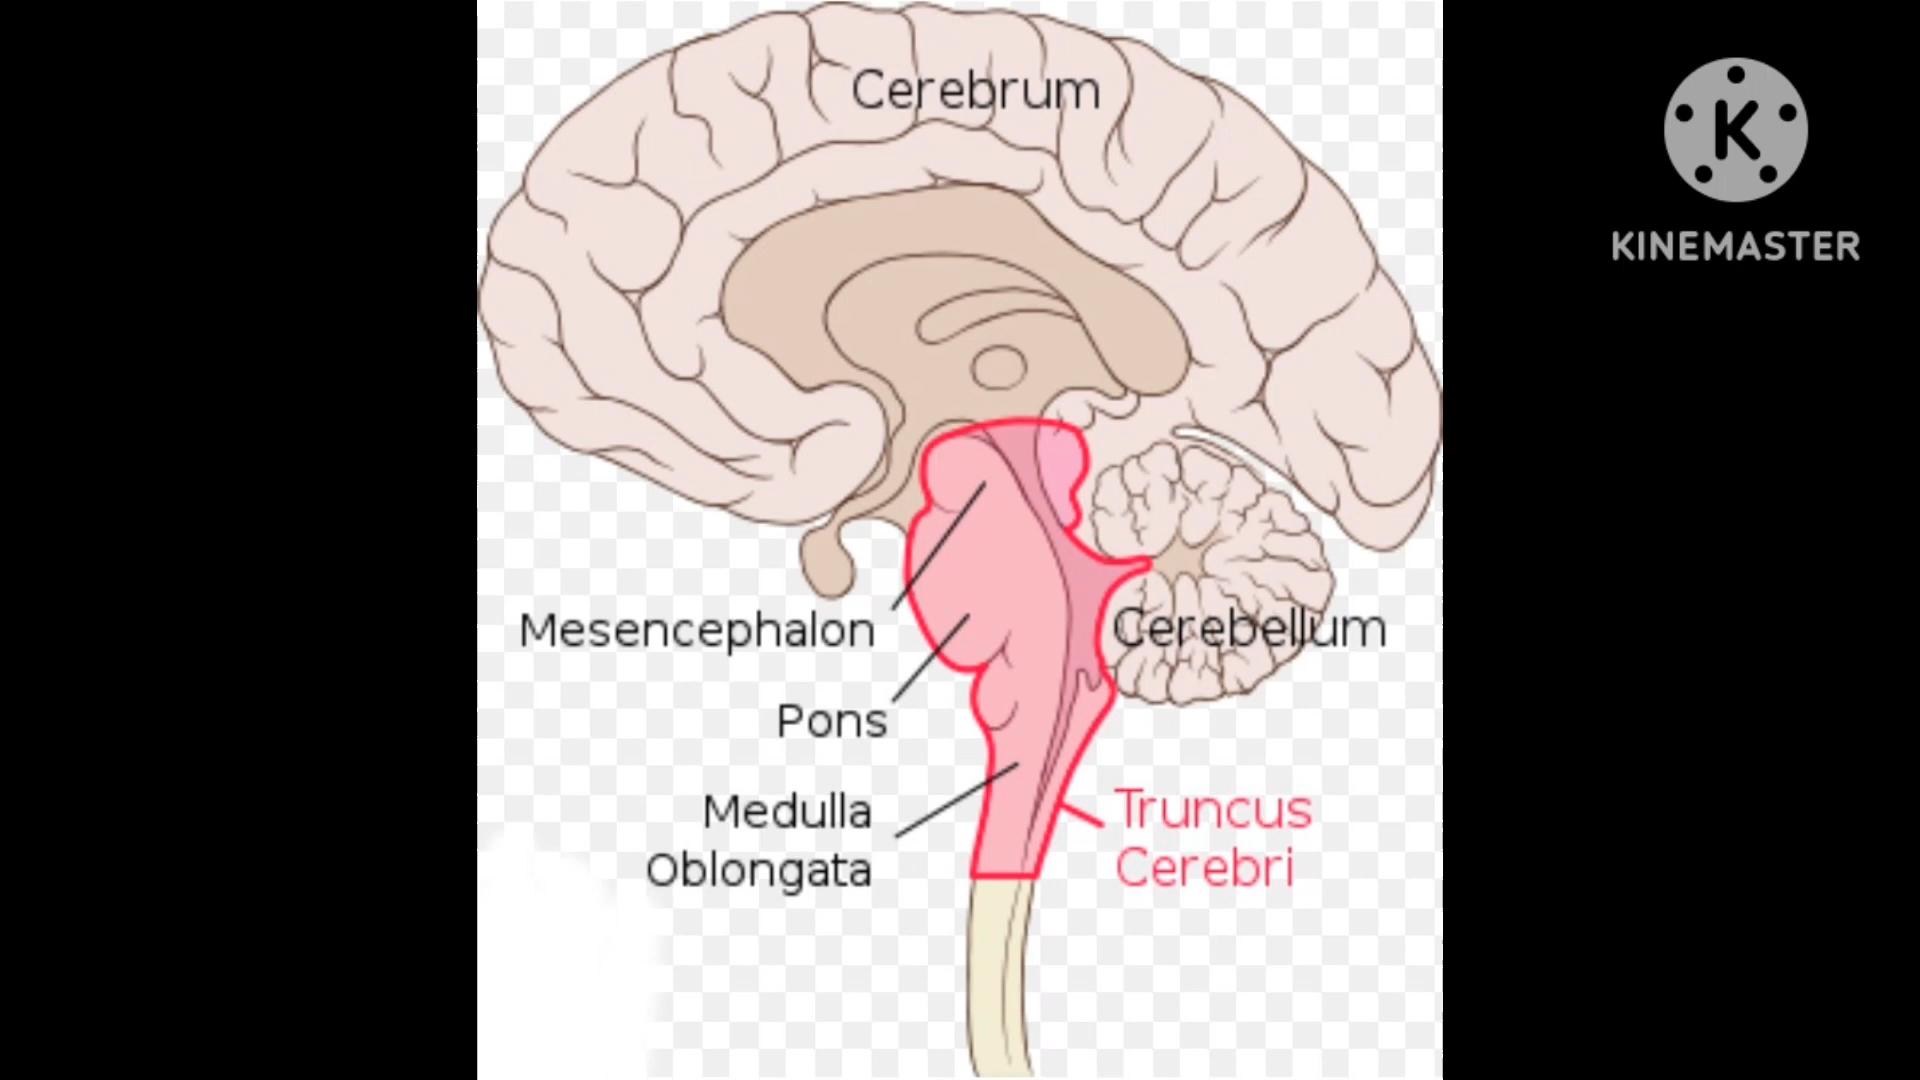 Cerebrum
K
KINEMASTER
Mesencephalon
Cerebellum
Pons
Medulla
Oblongata
Truncus
Cerebri